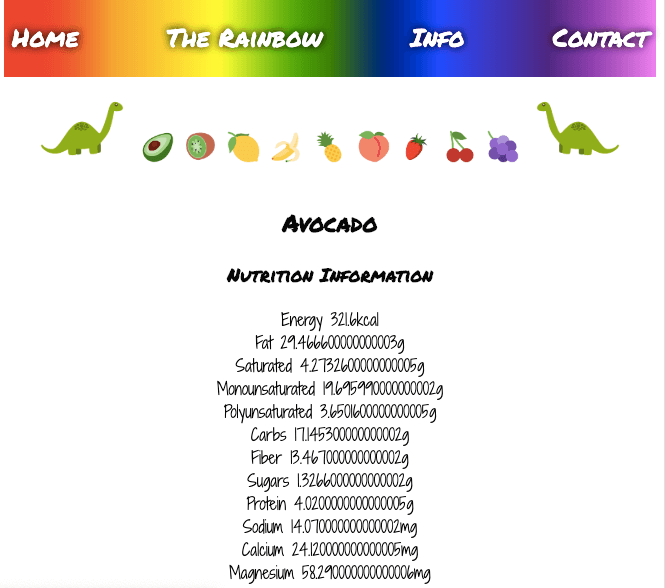 Home The Rainbow Info Contact
Avocado
Nutrition Information
Energy 321.6kcal
Fat 29.466600000000003g
Saturated 4.2732600000000005g
Monounsaturated 19.695990000000002g
Polyunsaturated 3.6501600000000005g
Carbs 17.145300000000002g
Fiber 13.467000000000002g
Sugars 1.3266000000000002g
Protein 4.0200000000000005g
Sodium 14.070000000000002mg
Calcium 24.120000000000005mg
Magnesium 58.290000000000006mg